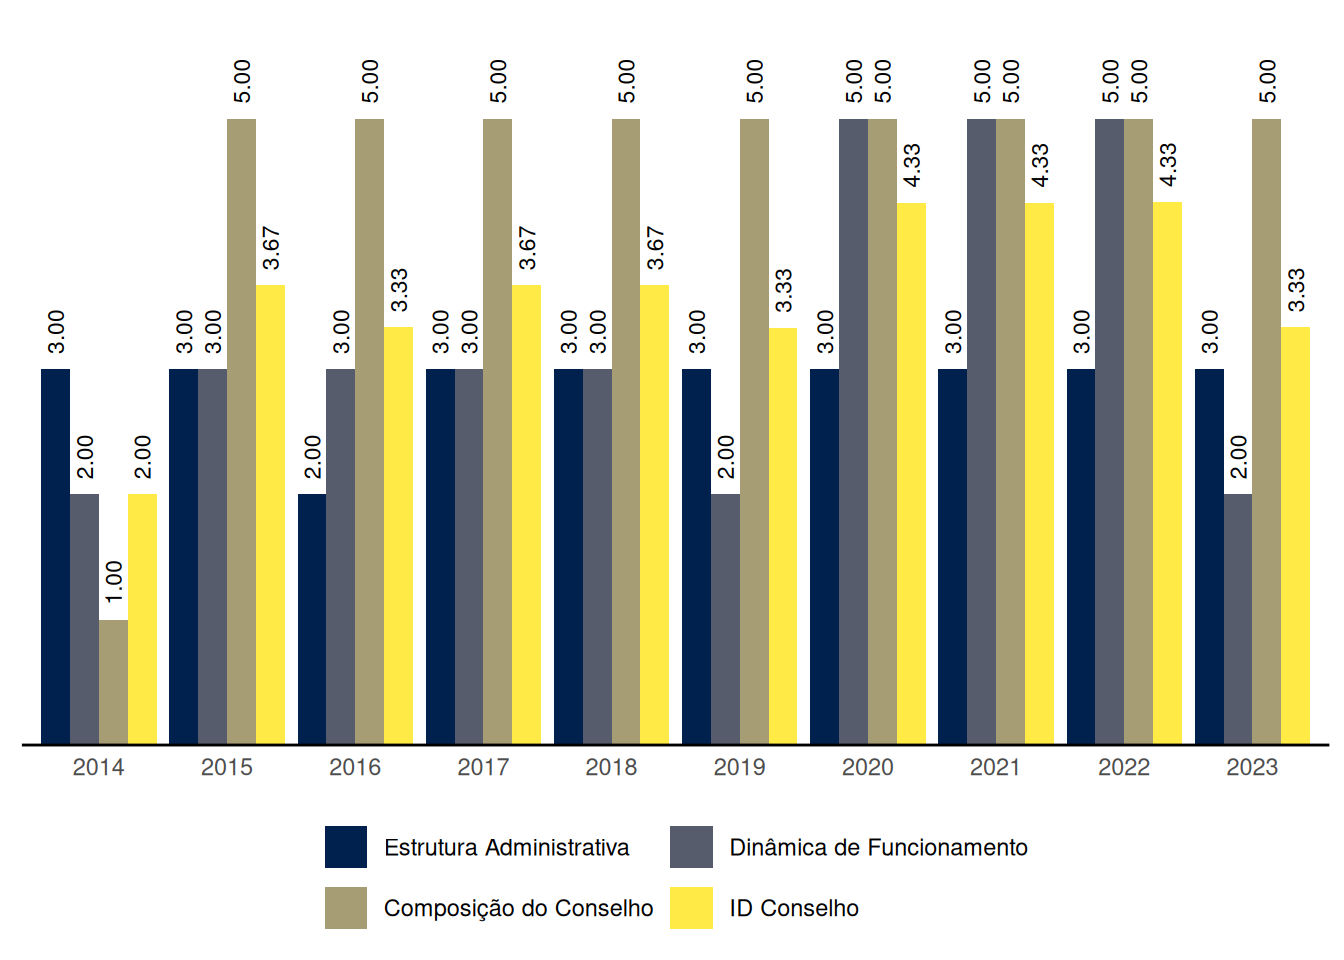 3.00 2.00 1.00 2.00
3.00 3.00 5.00 3.67
2.00 3.00 5.00 3.33
3.00 3.00 5.00 3.67
3.00 3.00 5.00 3.67
3.00 2.00 5.00 3.33
3.00 5.00 5.00 4.33
3.00 5.00 5.00 4.33
3.00 5.00 5.00 4.33
3.00 2.00 5.00 3.33
2014 2015 2016 2017 2018 2019 2020 2021 2022 2023
Estrutura Administrativa Dinâmica de Funcionamento
Composição do Conselho ID Conselho